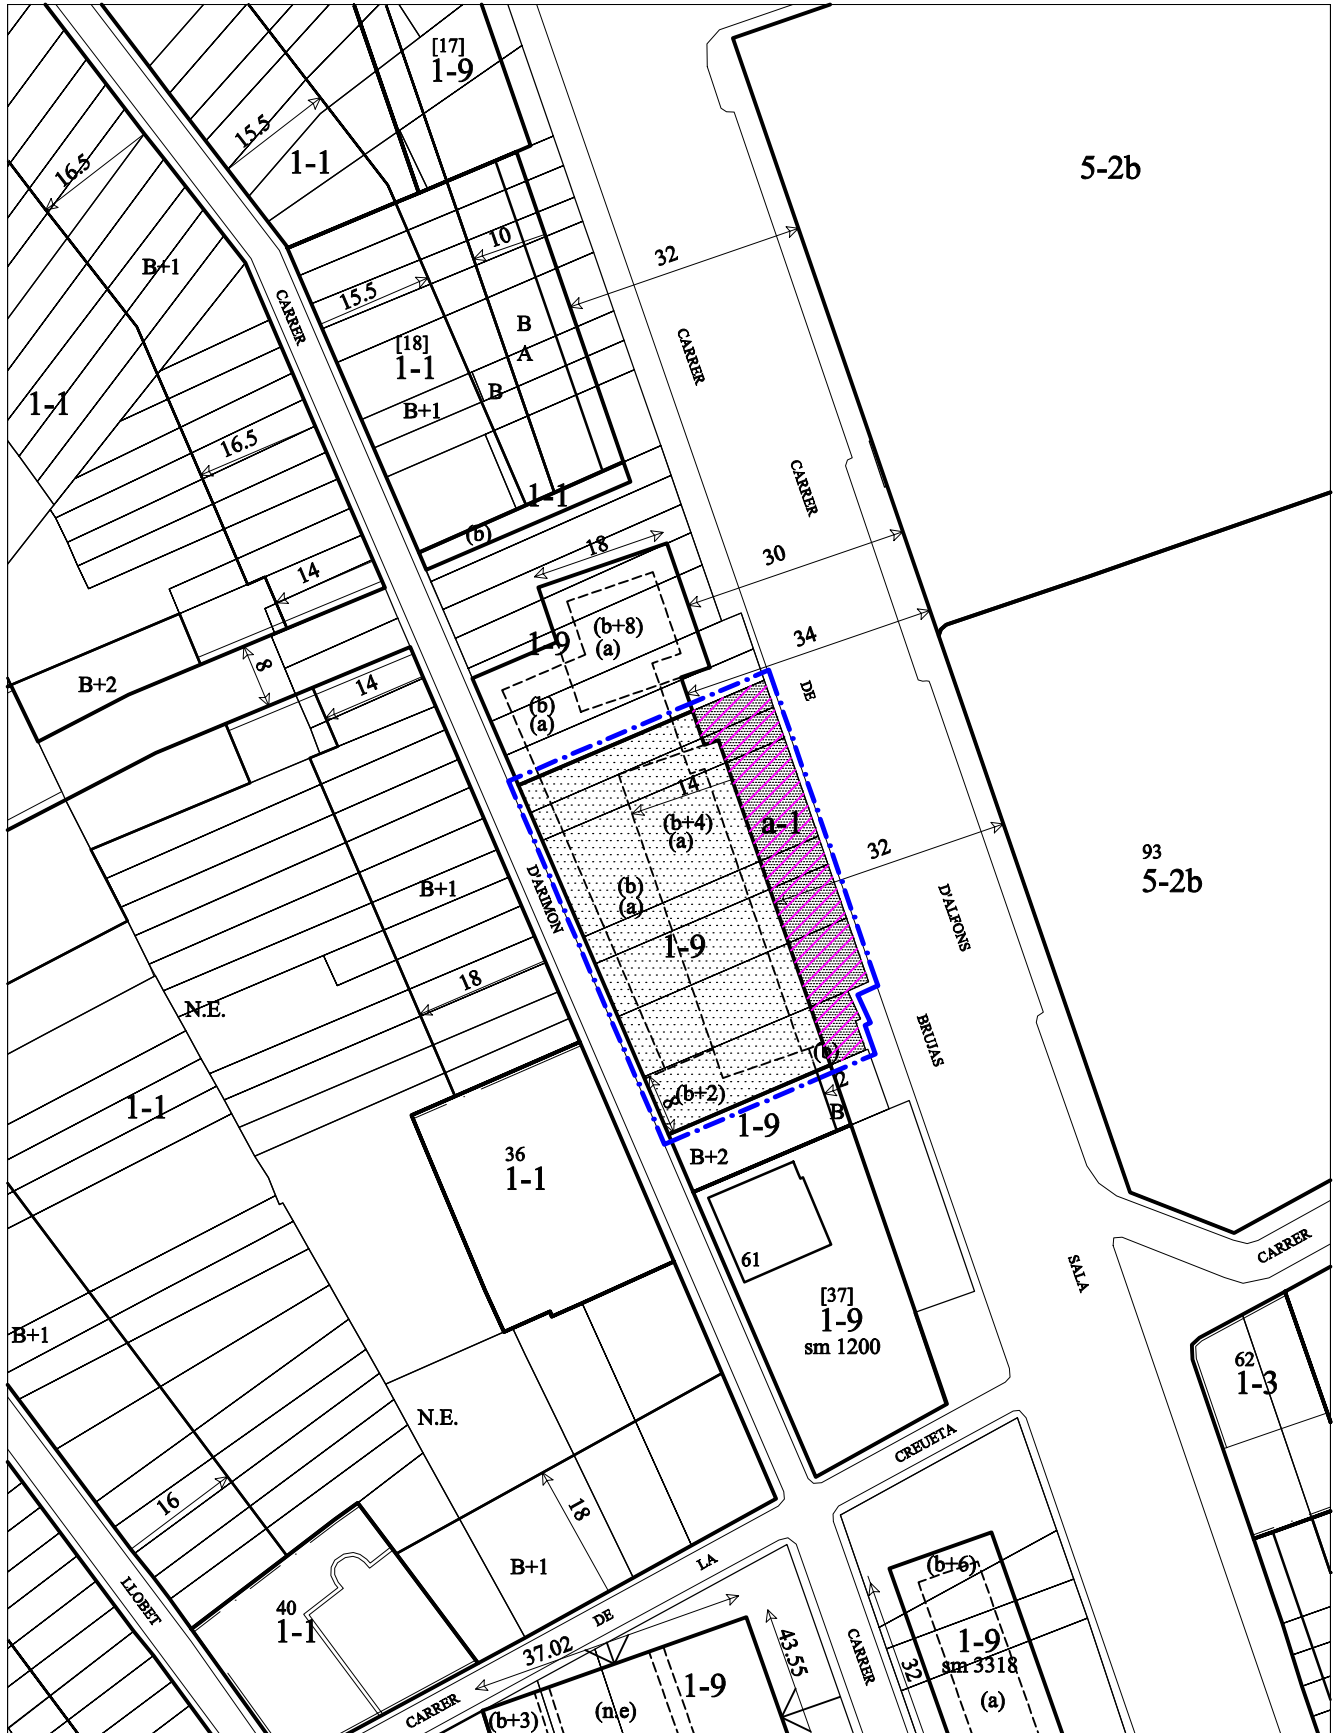 [17]
1-9
15.5
1-1
16.5
5-2b
B+1
10
32
CARRER
15.5
B
A
[18]
1-1
CARRER
B
1-1
B+1
16.5
CARRER
1-1
(b)
18
30
14
(b+8)
(a)
1-9
34
8
B+2
14
DE
(b)
(a)
14
(b+4)
(a)
a-1
32
93
5-2b
B+1
(b)
(a)
D'ARIMON
D'ALFONS
1-9
18
N.E.
BRUJAS
(b)
2
8
(b+2)
B
1-1
1-9
36
1-1
B+2
CARRER
61
SALA
[37]
1-9
sm 1200
B+1
62
1-3
N.E.
CREUETA
16
18
LA
B+1
(b+6)
LLOBET
40
1-1
DE
37.02
43.55
CARRER
1-9
sm 3318
32
1-9
(a)
CARRER
(n.e)
(b+3)